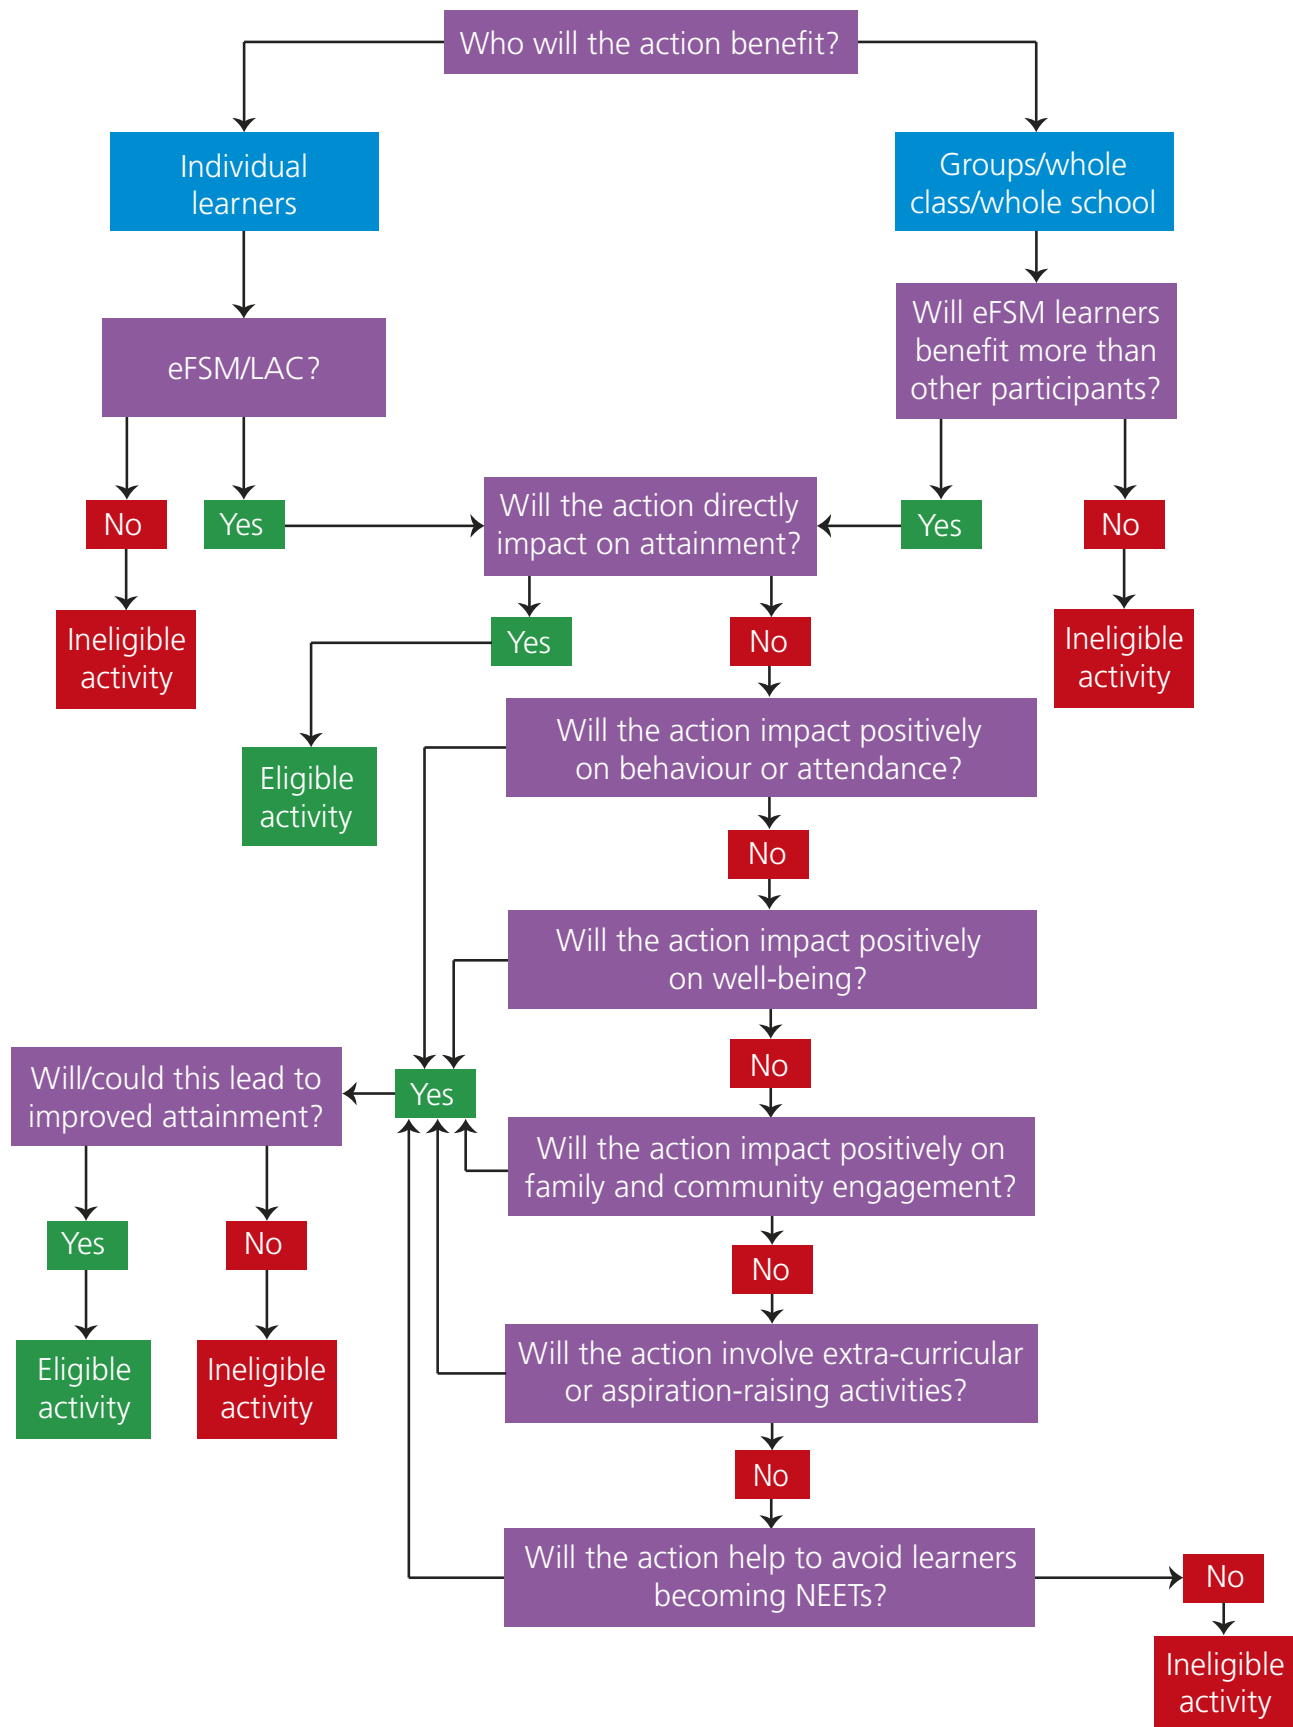 Who will the action benefit?
Individual
learners
Groups/whole
class/whole school
eFSM/LAC?
Will eFSM learners
benefit more than
other participants?
No
Yes
Will the action directly
impact on attainment?
Yes
No
Ineligible
activity
Yes
No
Ineligible
activity
Eligible
activity
Will the action impact positively
on behaviour or attendance?
No
Will the action impact positively
on well-being?
No
Will/could this lead to
improved attainment?
Yes
Will the action impact positively on
family and community engagement?
Yes
No
No
Eligible
activity
Ineligible
activity
Will the action involve extra-curricular
or aspiration-raising activities?
No
Will the action help to avoid learners
becoming NEETs?
No
Ineligible
activity